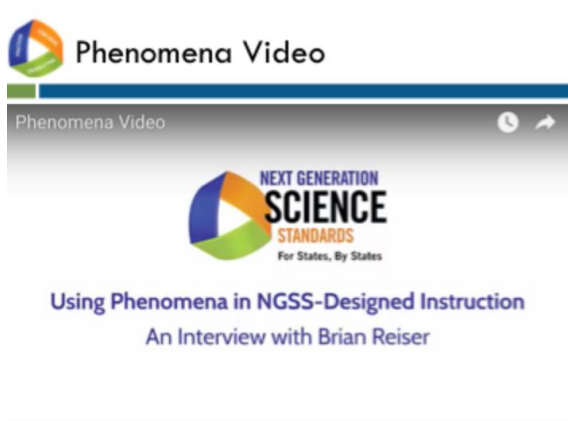 Phenomena Video
Phenomena Video
NEXT GENERATION
SCIENCE
STANDARDS
For States, By States
Using Phenomena in NGSS-Designed Instruction
An Interview with Brian Reiser